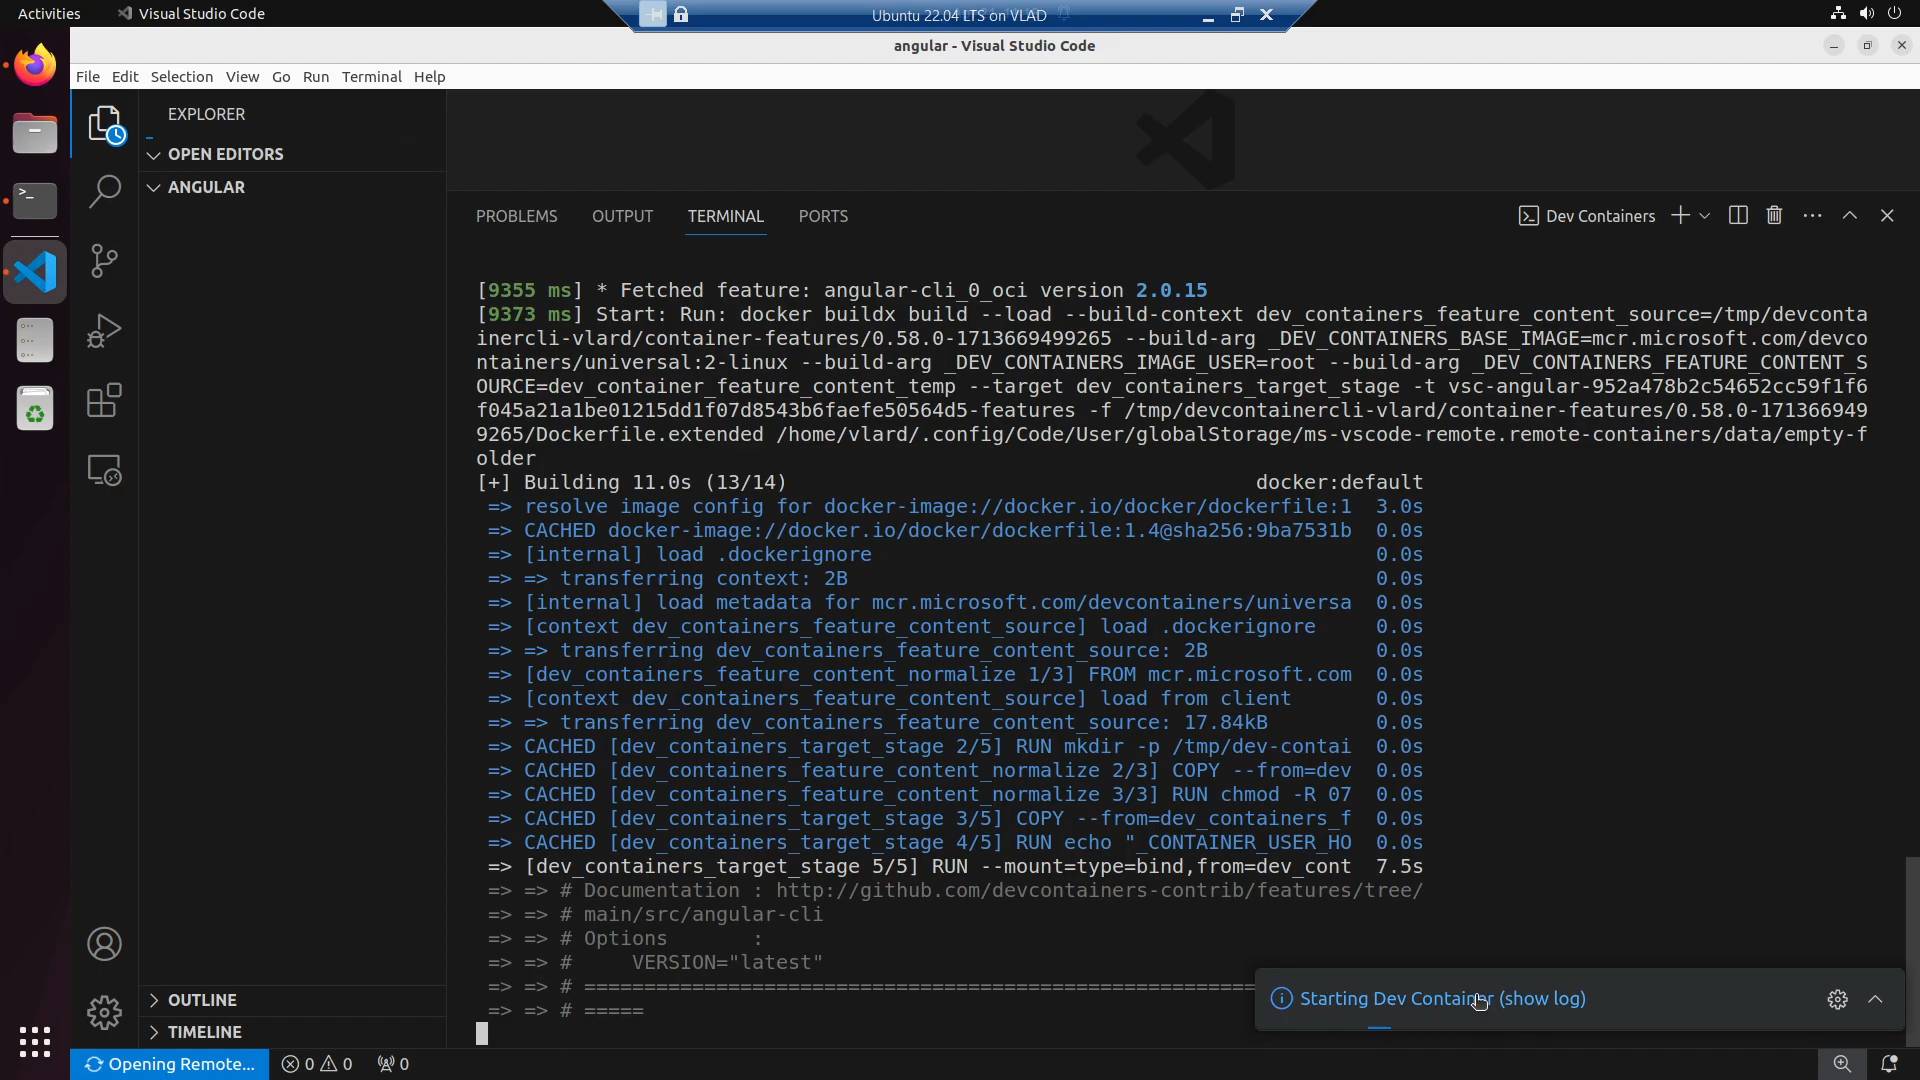 Activities
Visual Studio Code
Ubuntu 22.04 LTS on VLAD
angular - Visual Studio Code
File Edit Selection View Go Run Terminal Help
EXPLORER
OPEN EDITORS
ANGULAR
PROBLEMS OUTPUT TERMINAL PORTS
Dev Containers
[9355 ms] * Fetched feature: angular-cli_0_oci version 2.0.15
[9373 ms] Start: Run: docker buildx build --load --build-context dev_containers_feature_content_source=/tmp/devconta
inercli-vlard/container-features/0.58.0-1713669499265 --build-arg _DEV_CONTAINERS_BASE_IMAGE=mcr.microsoft.com/devco
ntainers/universal:2-linux --build-arg _DEV_CONTAINERS_IMAGE_USER=root --build-arg _DEV_CONTAINERS_FEATURE_CONTENT_S
OURCE=dev_container_feature_content_temp --target dev_containers_target_stage -t vsc-angular-952a478b2c54652cc59f1f6
f045a21a1be01215dd1f07d8543b6faefe50564d5-features -f /tmp/devcontainercli-vlard/container-features/0.58.0-171366949
9265/Dockerfile.extended /home/vlard/.config/Code/User/globalStorage/ms-vscode-remote.remote-containers/data/empty-f
older
[+] Building 11.0s (13/14) docker:default
=> resolve image config for docker-image://docker.io/docker/dockerfile:1 3.0s
=> CACHED docker-image://docker.io/docker/dockerfile:1.4@sha256:9ba7531b 0.0s
=> [internal] load .dockerignore 0.0s
=> => transferring context: 2B 0.0s
=> [internal] load metadata for mcr.microsoft.com/devcontainers/universa 0.0s
=> [context dev_containers_feature_content_source] load .dockerignore 0.0s
=> => transferring dev_containers_feature_content_source: 2B 0.0s
=> [dev_containers_feature_content_normalize 1/3] FROM mcr.microsoft.com 0.0s
=> [context dev_containers_feature_content_source] load from client 0.0s
=> => transferring dev_containers_feature_content_source: 17.84kB 0.0s
=> CACHED [dev_containers_target_stage 2/5] RUN mkdir -p /tmp/dev-contai 0.0s
=> CACHED [dev_containers_feature_content_normalize 2/3] COPY --from=dev 0.0s
=> CACHED [dev_containers_feature_content_normalize 3/3] RUN chmod -R 07 0.0s
=> CACHED [dev_containers_target_stage 3/5] COPY --from=dev_containers_f 0.0s
=> CACHED [dev_containers_target_stage 4/5] RUN echo "_CONTAINER_USER_HO 0.0s
=> [dev_containers_target_stage 5/5] RUN --mount=type=bind,from=dev_cont 7.5s
=> => # Documentation : http://github.com/devcontainers-contrib/features/tree/
=> => # main/src/angular-cli
=> => # Options :
=> => # VERSION="latest"
=> => # ========================================================
=> => # =====
Starting Dev Container (show log)
OUTLINE
TIMELINE
Opening Remote... 0 0 0